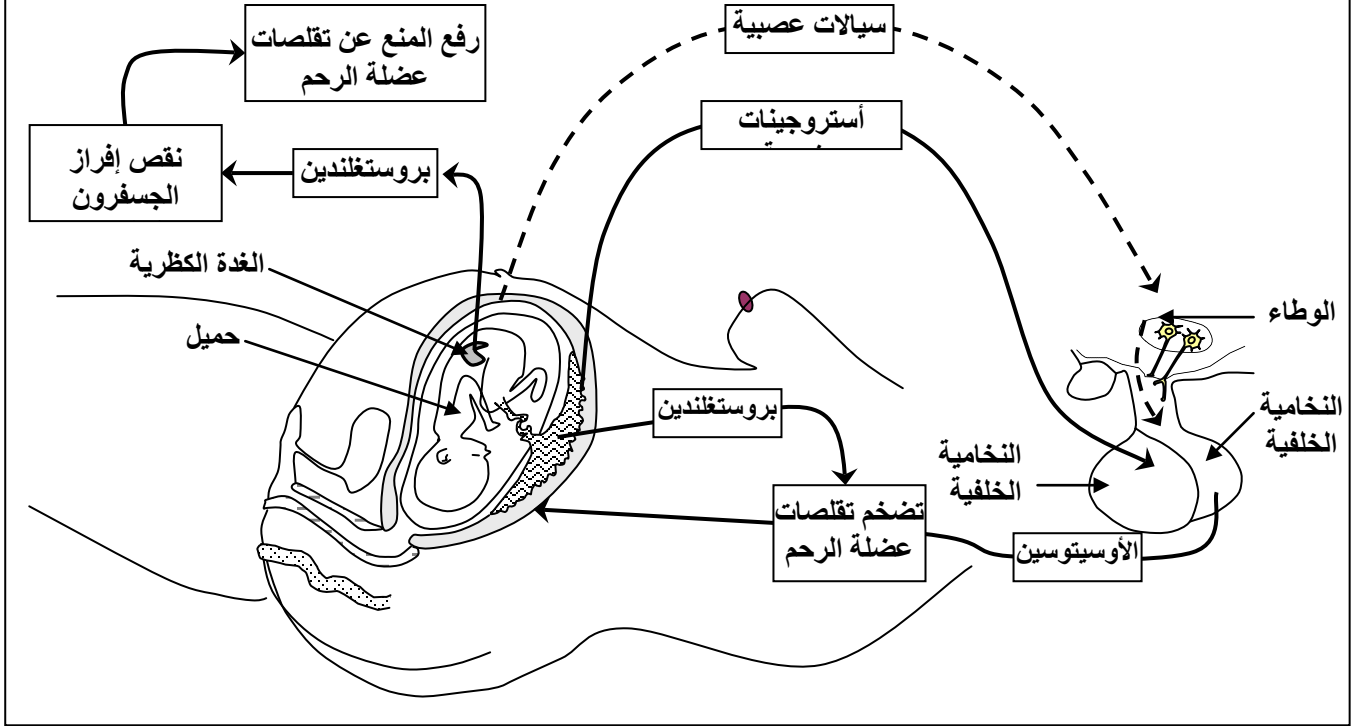 سيالات عصبية
رفع المنع عن تقلصات
عضلة الرحم
أستروجينات
نقص إفراز
الجسفرون
بروستغلندين
الغدة الكظرية
حميل
الوطاء
بروستغلندين
النخامية
الخلفية
النخامية
الخلفية
تضخم تقلصات
عضلة الرحم
الأوسيتوسين